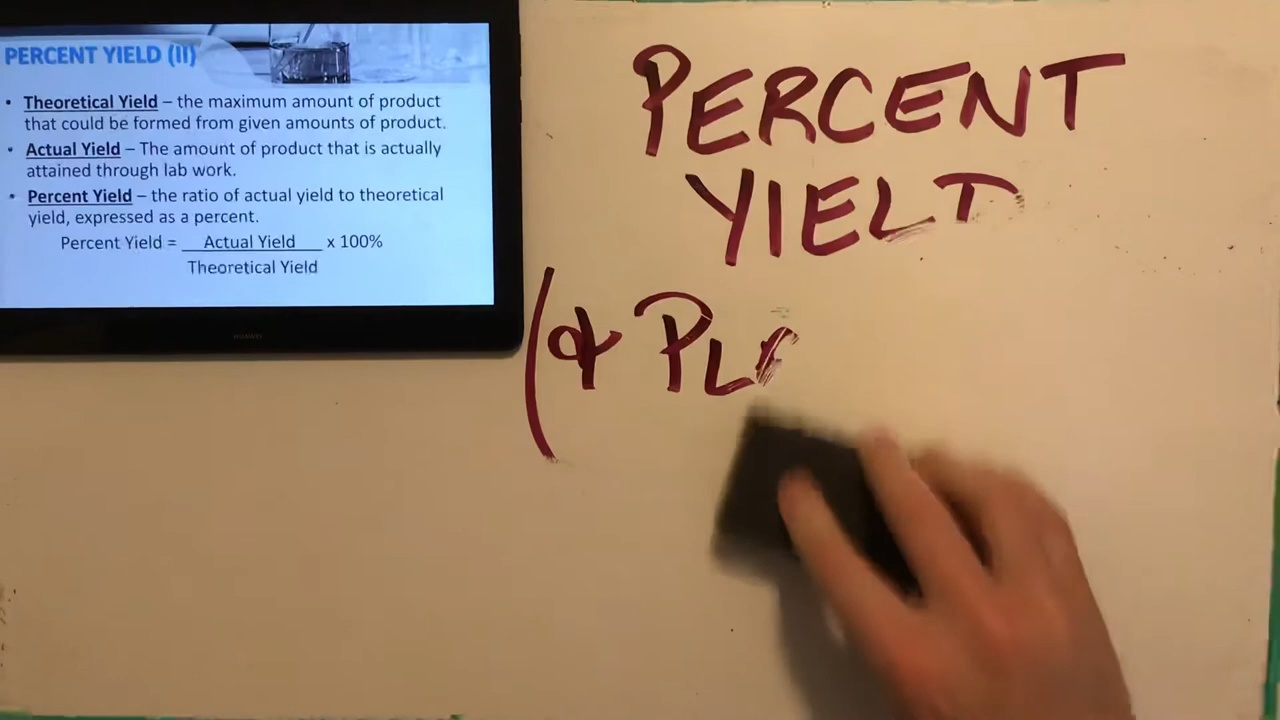 PERCENT YIELD (II)
• Theoretical Yield – the maximum amount of product
that could be formed from given amounts of product.
• Actual Yield – The amount of product that is actually
attained through lab work.
• Percent Yield – the ratio of actual yield to theoretical
yield, expressed as a percent.
Percent Yield = Actual Yield x 100%
Theoretical Yield
HUAWEI
PERCENT
YIEL
(&